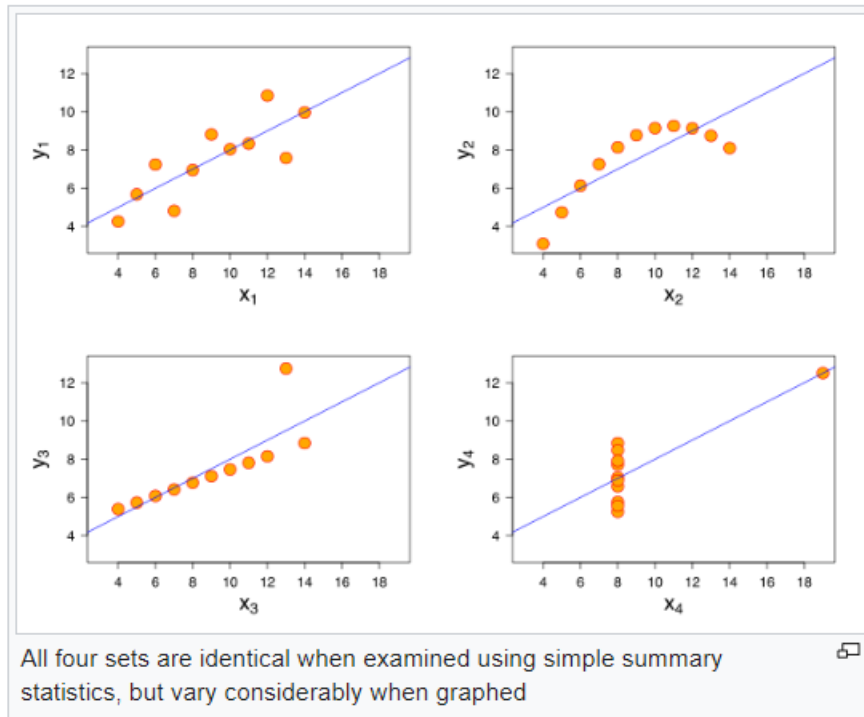 12
10
8
6
4
y1
4 6 8 10 12 14 16 18
x1
12
10
8
6
4
y2
4 6 8 10 12 14 16 18
x2
12
10
8
6
4
y3
4 6 8 10 12 14 16 18
x3
12
10
8
6
4
y4
4 6 8 10 12 14 16 18
x4
All four sets are identical when examined using simple summary
statistics, but vary considerably when graphed